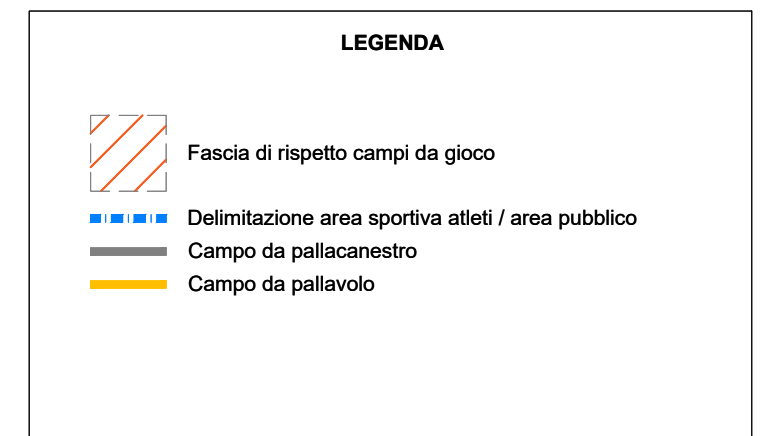 LEGENDA
Fascia di rispetto campi da gioco
Delimitazione area sportiva atleti / area pubblico
Campo da pallacanestro
Campo da pallavolo